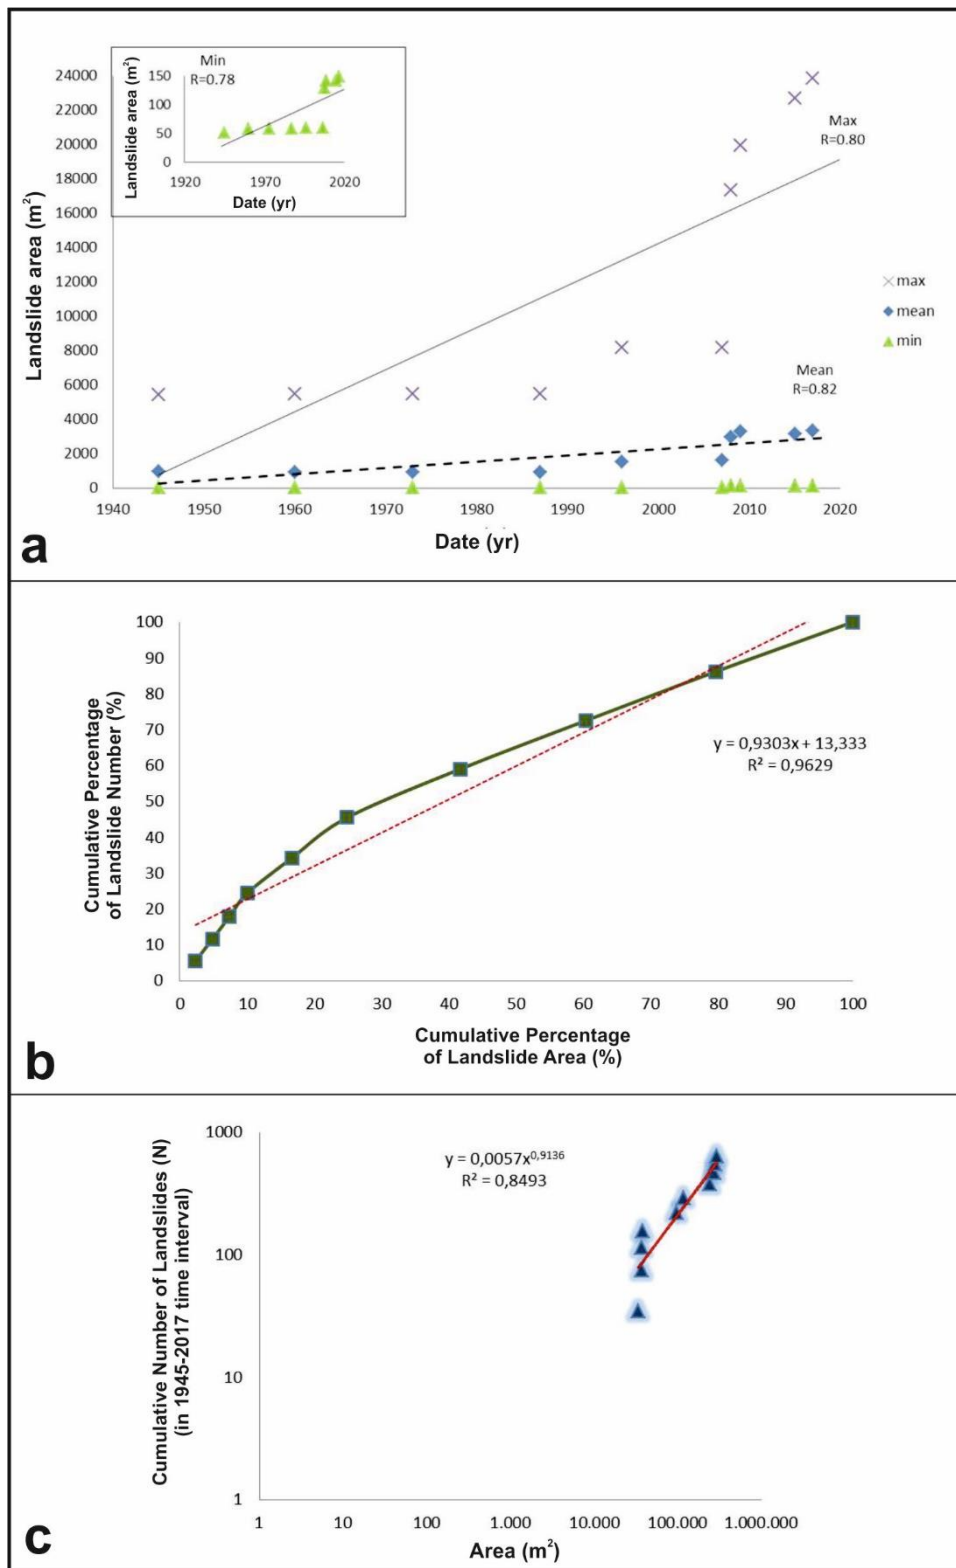 Min
R=0.78
Landslide area (m²)
150
100
50
0
1920
1970
2020
Date (yr)
Landslide area (m²)
24000
22000
20000
18000
16000
14000
12000
10000
8000
6000
4000
2000
0
Max
R=0.80
max
mean
min
Mean
R=0.82
1940
1950
1960
1970
1980
1990
2000
2010
2020
Date (yr)
a
Cumulative Percentage
of Landslide Number (%)
100
90
80
70
60
50
40
30
20
10
0
y = 0,9303x + 13,333
R² = 0,9629
0
10
20
30
40
50
60
70
80
90
100
Cumulative Percentage
of Landslide Area (%)
b
Cumulative Number of Landslides (N)
(in 1945-2017 time interval)
1000
100
10
1
y = 0,0057x^0,9136
R² = 0,8493
1
10
100
1.000
10.000
100.000
1.000.000
Area (m²)
c